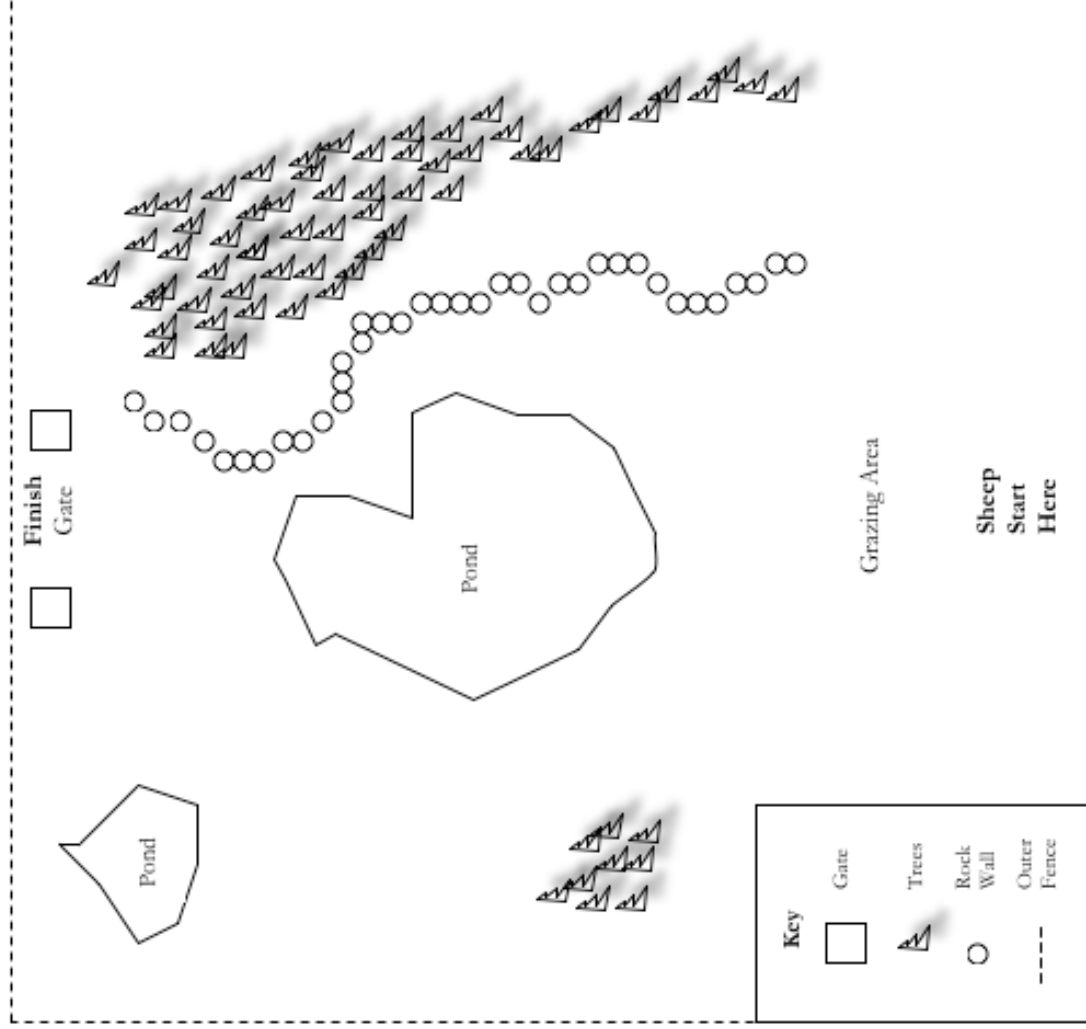 Finish
Gate
Pond
Pond
Grazing Area
Sheep
Start
Here
Key
Gate
Trees
Rock
Wall
Outer
Fence